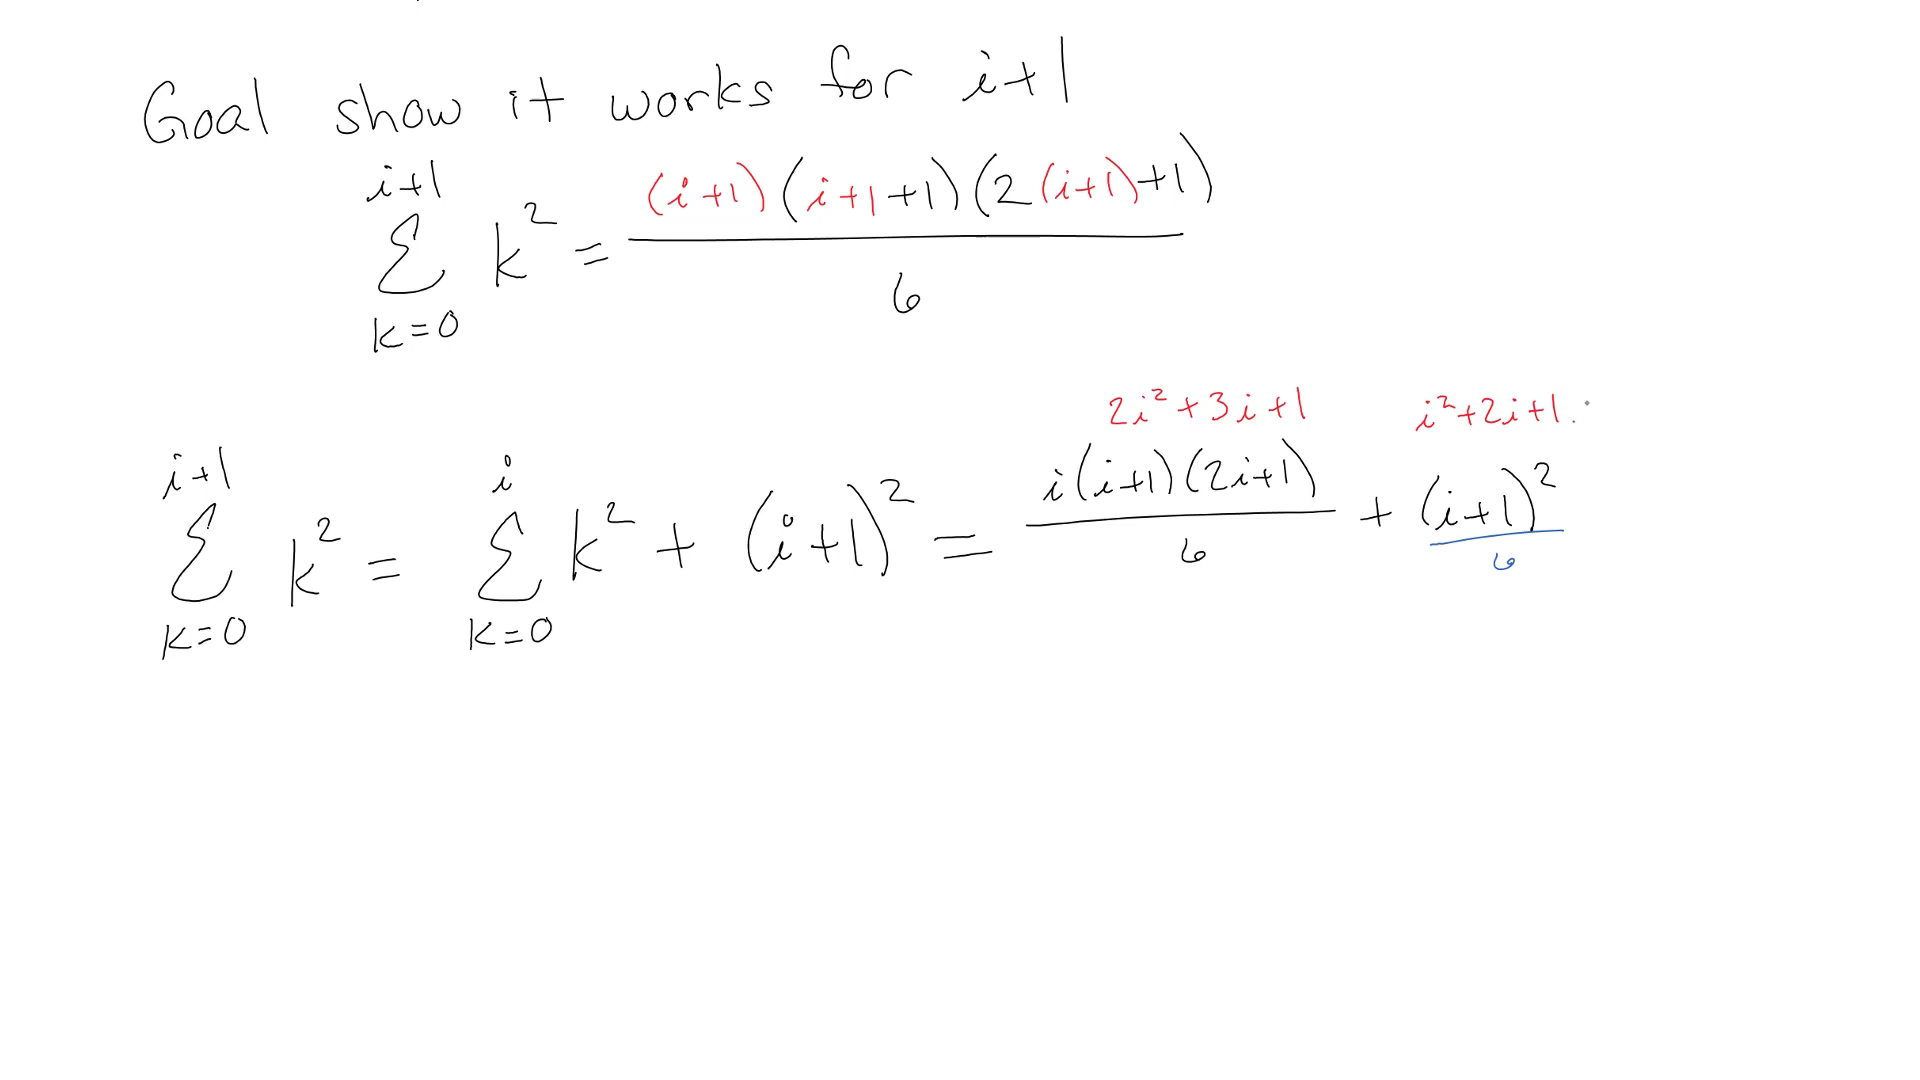 Goal show it works for i+1
i+1
Σ k² = (i+1)(i+1+1)(2(i+1)+1)
6
k=0
2i²+3i+1 i²+2i+1.
i+1 i i(i+1)(2i+1) + (i+1)²
Σ k² = Σ k² + (i+1)² =
6 6
k=0 k=0